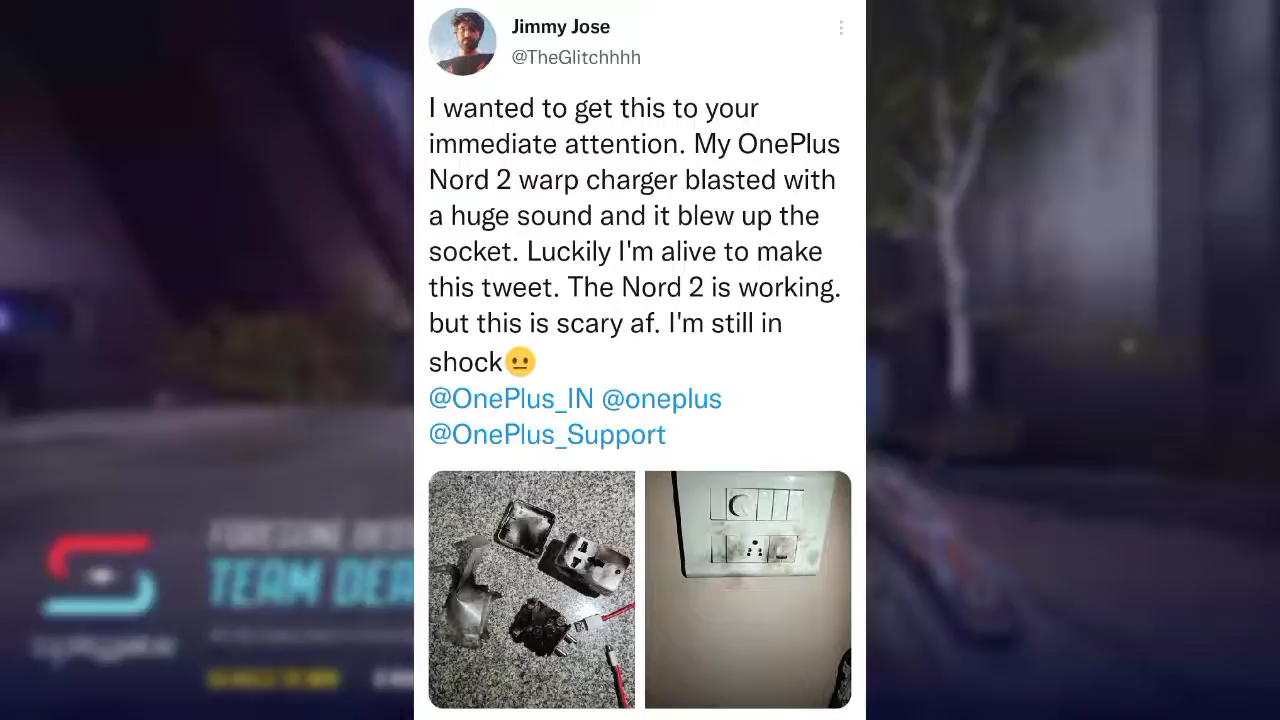 Jimmy Jose
@TheGlitchhhh
I wanted to get this to your
immediate attention. My OnePlus
Nord 2 warp charger blasted with
a huge sound and it blew up the
socket. Luckily I'm alive to make
this tweet. The Nord 2 is working.
but this is scary af. I'm still in
shock😐
@OnePlus_IN @oneplus
@OnePlus_Support
TEAM DEA